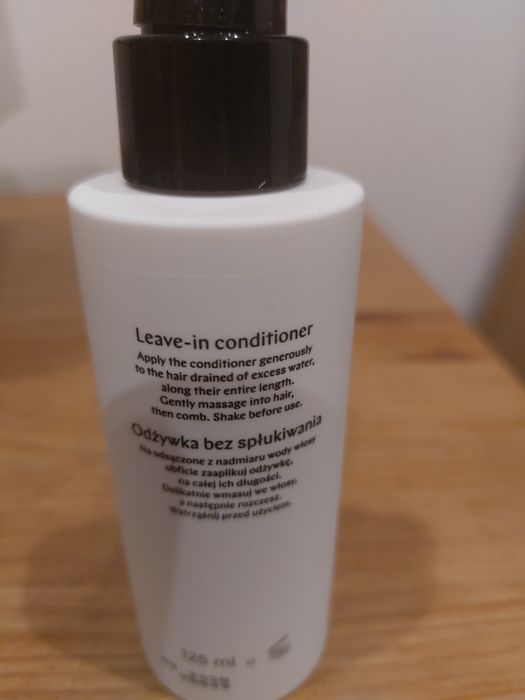 Leave-in conditioner
Apply the conditioner generously
to the hair drained of excess water,
along their entire length.
Gently massage into hair,
then comb. Shake before use.
Odżywka bez spłukiwania
Na odsączone z nadmiaru wody włosy
obficie zaaplikuj odżywkę,
na całej ich długości.
Delikatnie wmasuj we włosy,
a następnie rozczesz.
Wstrząśnij przed użyciem.
125 ml e